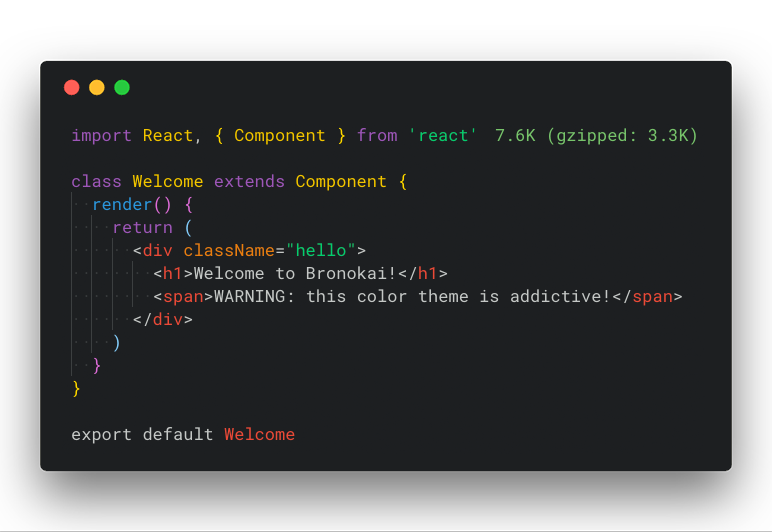 import React, { Component } from 'react' 7.6K (gzipped: 3.3K)
class Welcome extends Component {
render() {
return (
<div className="hello">
<h1>Welcome to Bronokai!</h1>
<span>WARNING: this color theme is addictive!</span>
</div>
)
}
}
export default Welcome